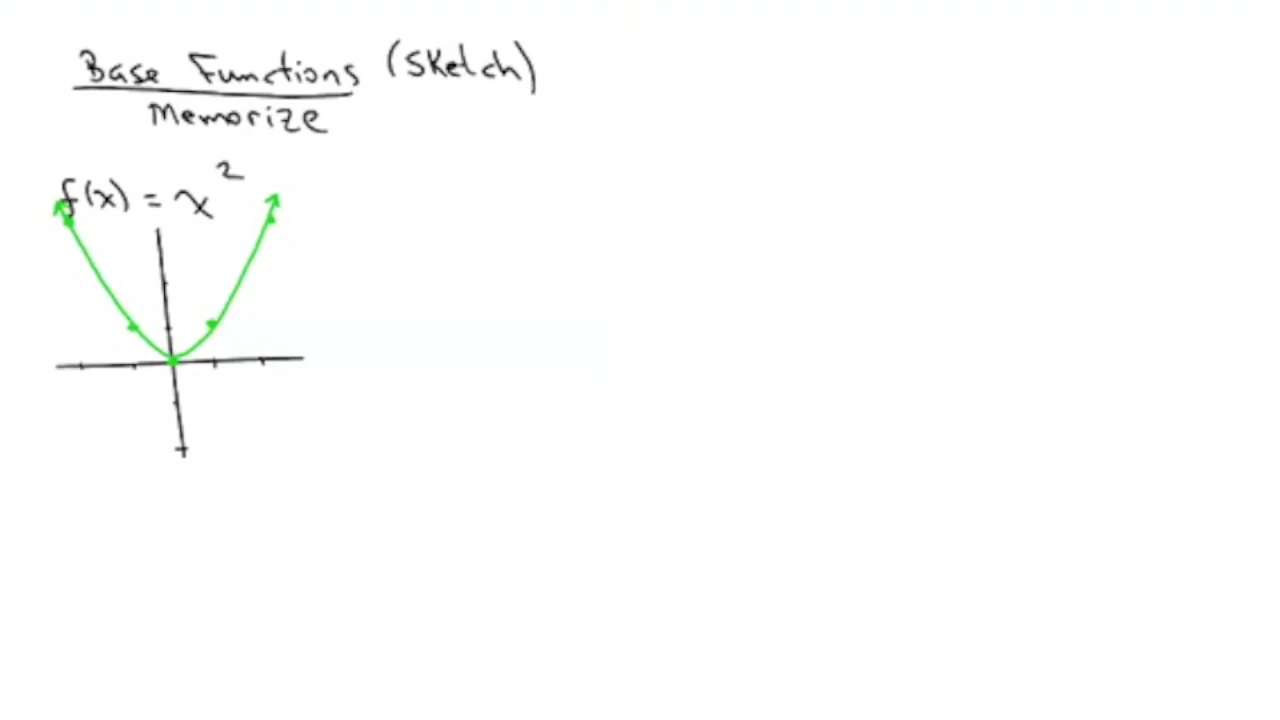 Base Functions (Sketch)
Memorize
f(x) = x²